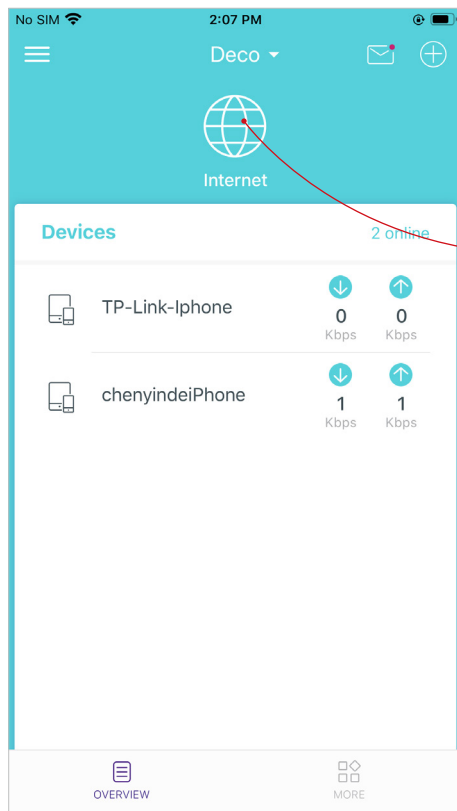 No SIM 2:07 PM
Deco
Internet
Devices 2 online
TP-Link-Iphone 0 Kbps 0 Kbps
chenyindeiPhone 1 Kbps 1 Kbps
OVERVIEW MORE